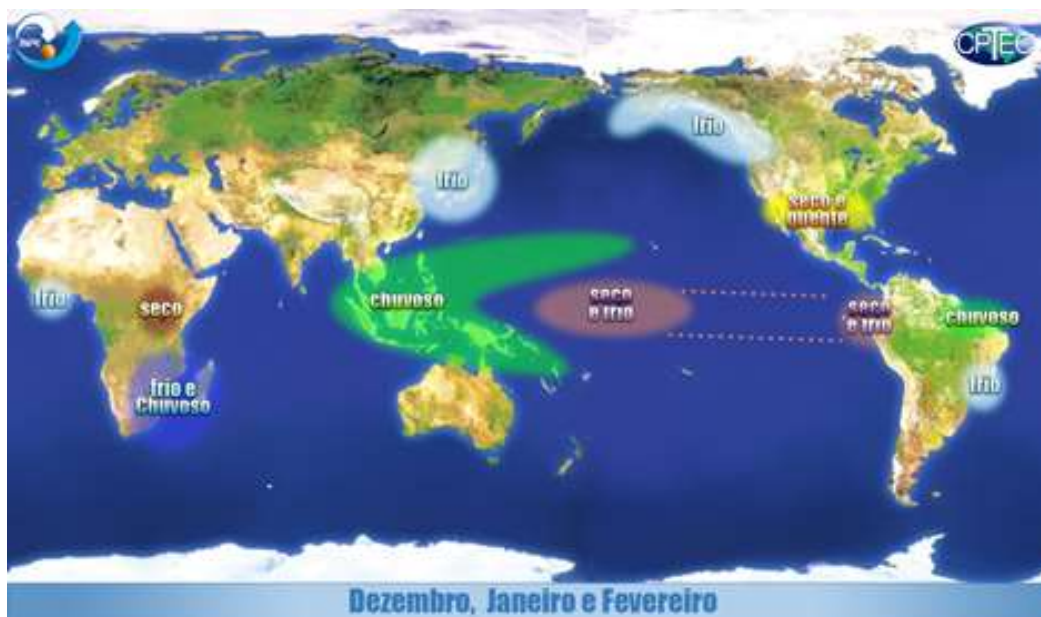 INPE
CPTEC
frio
frio
seco e
quente
frio
seco
chuvoso
seco
e frio
seco
e frio
chuvoso
frio e
Chuvoso
frio
Dezembro, Janeiro e Fevereiro